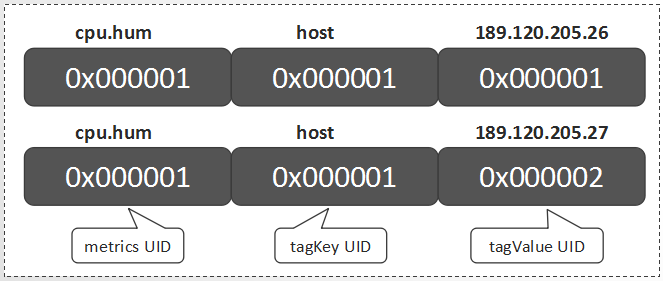 cpu.hum host 189.120.205.26
0x000001 0x000001 0x000001
cpu.hum host 189.120.205.27
0x000001 0x000001 0x000002
metrics UID tagKey UID tagValue UID